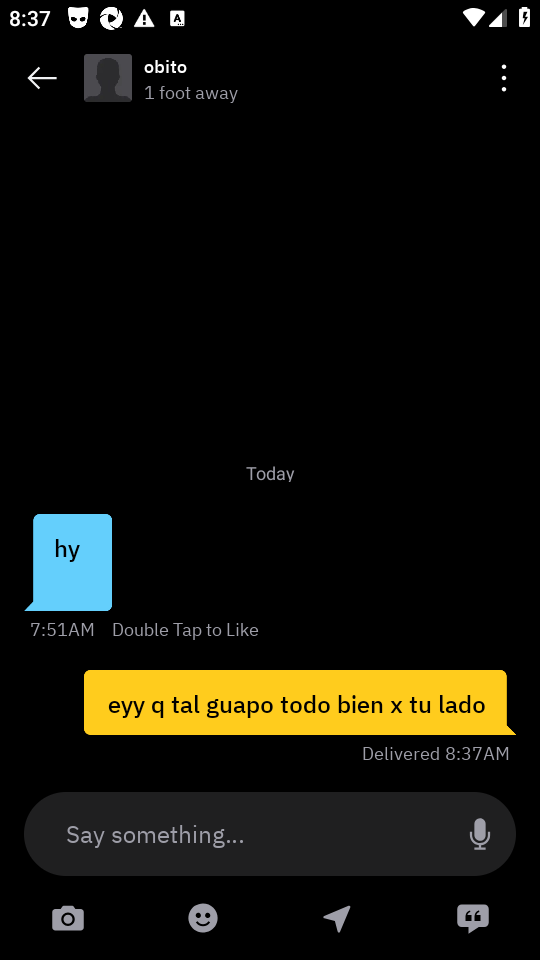 8:37
obito
1 foot away
Today
hy
7:51AM Double Tap to Like
eyy q tal guapo todo bien x tu lado
Delivered 8:37AM
Say something...